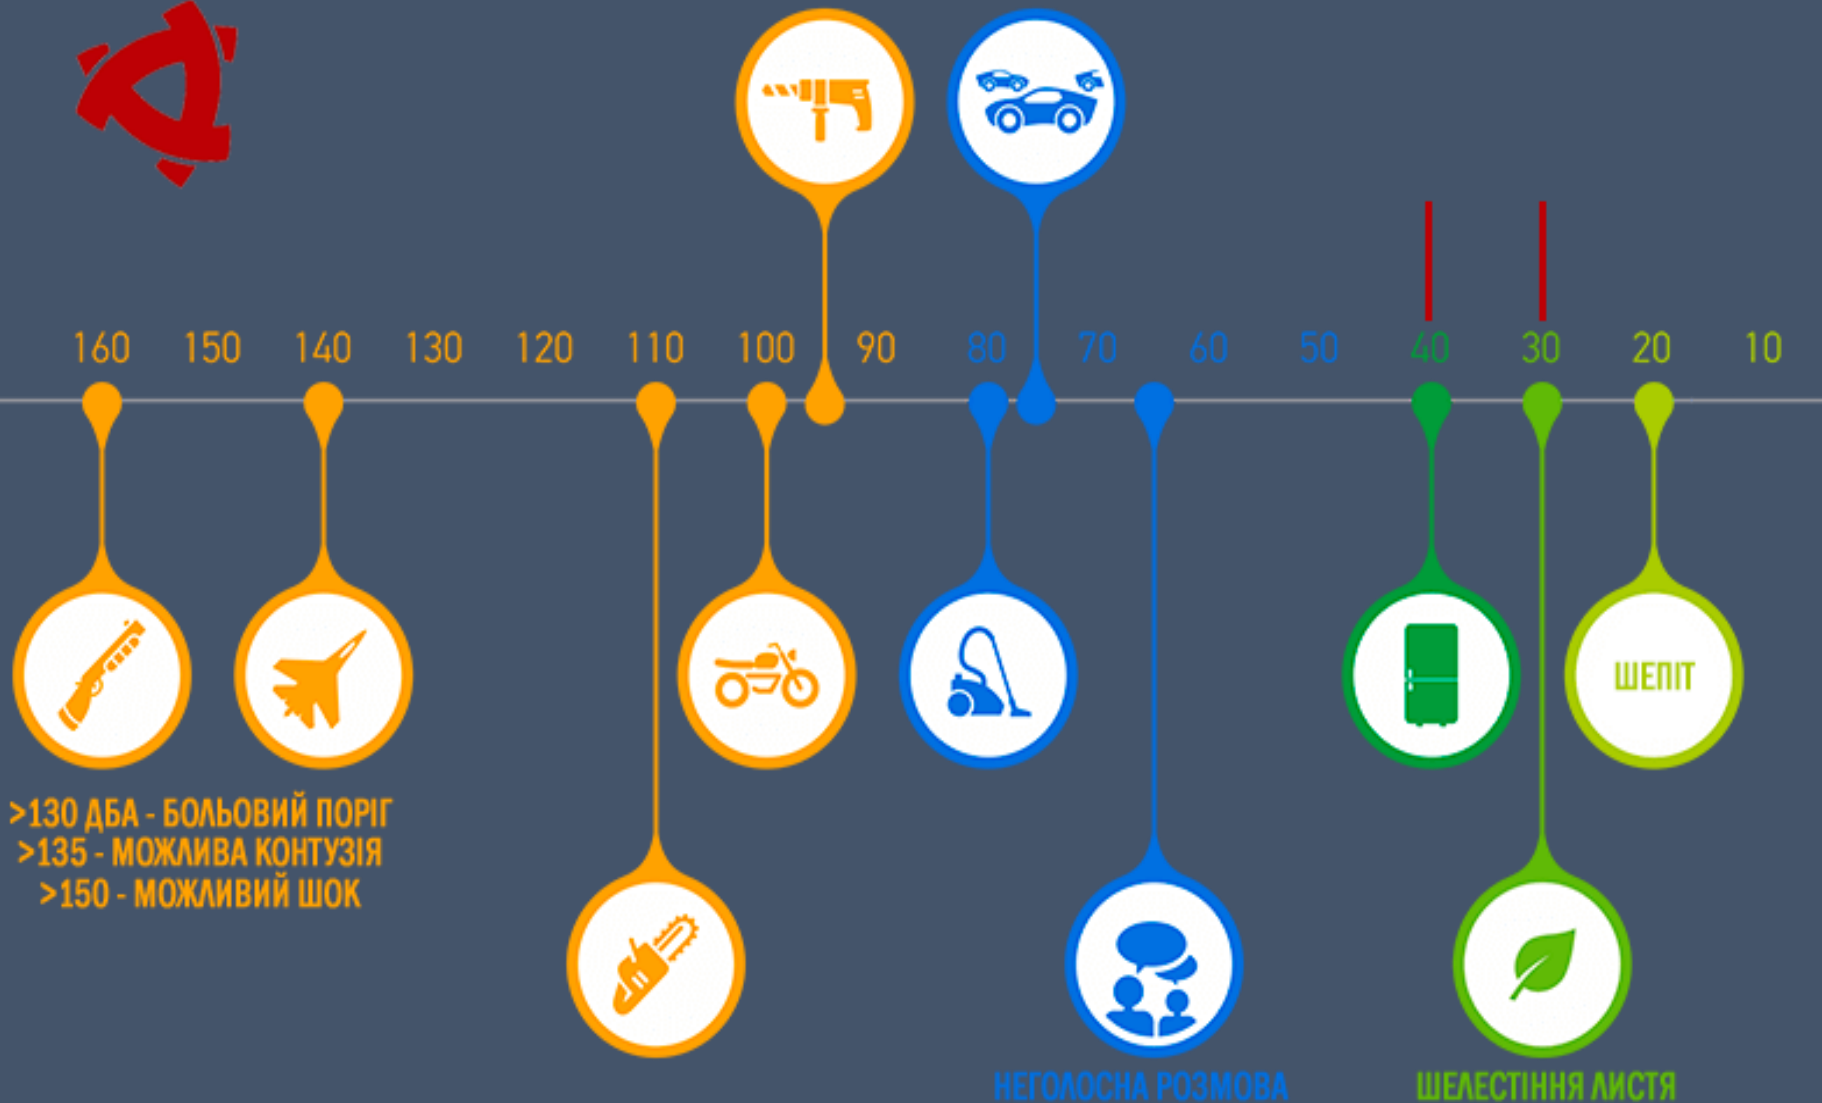 160 150 140 130 120 110 100 90 80 70 60 50 40 30 20 10
ШЕПІТ
>130 ДБА - БОЛЬОВИЙ ПОРІГ
>135 - МОЖЛИВА КОНТУЗІЯ
>150 - МОЖЛИВИЙ ШОК
НЕГОЛОСНА РОЗМОВА
ШЕЛЕСТІННЯ ЛИСТЯ